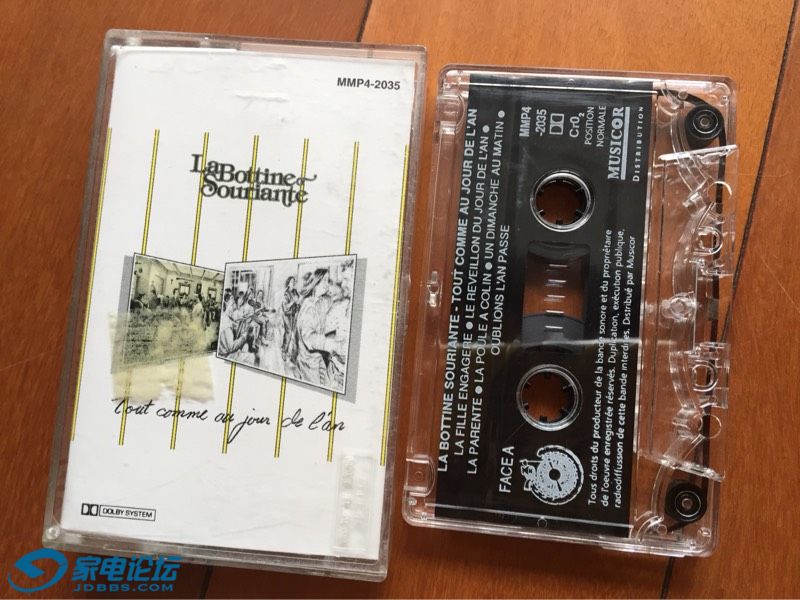 MMP4-2035
La Bottine
Souriante
tout comme au jour de l'an
DOLBY SYSTEM
LA BOTTINE SOURIANTE - TOUT COMME AU JOUR DE L'AN
LA FILLE ENGAGERE ● LE REVEILLON DU JOUR DE L'AN ●
LA PARENTE ● LA POULE A COLIN ● UN DIMANCHE AU MATIN ●
OUBLIONS L'AN PASSE
FACE A
MMP4
-2035
CrO2
POSITION
NORMALE
MUSICOR
DISTRIBUTION
Tous droits du producteur de la bande sonore et du propriétaire
de l'oeuvre enregistrée réservés. Duplication, exécution publique,
radiodiffussion de cette bande interdites. Distribué par Musicor
家电论坛
JDBBS.COM